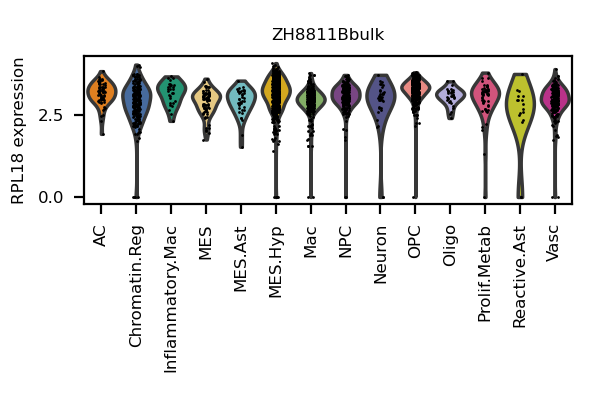 ZH8811Bbulk
RPL18 expression
2.5
0.0
AC
Chromatin.Reg
Inflammatory.Mac
MES
MES.Ast
MES.Hyp
Mac
NPC
Neuron
OPC
Oligo
Prolif.Metab
Reactive.Ast
Vasc